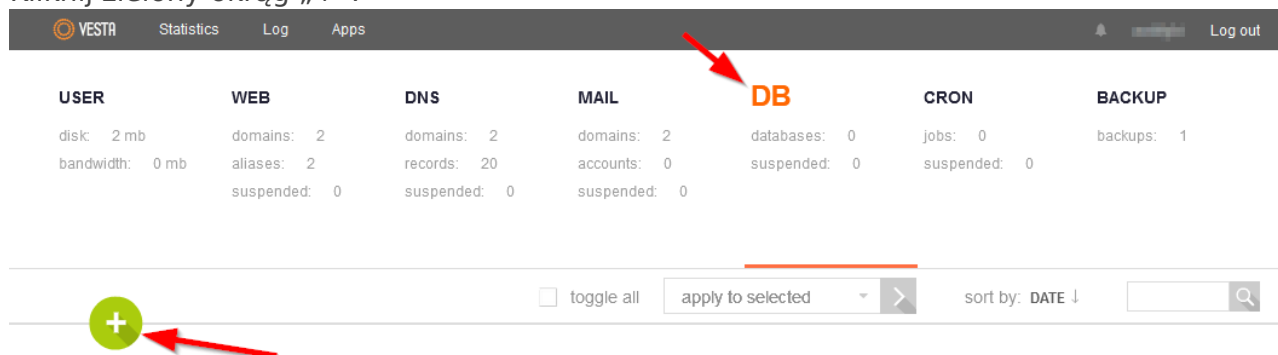 VESTA Statistics Log Apps Log out
USER WEB DNS MAIL DB CRON BACKUP
disk: 2 mb domains: 2 domains: 2 domains: 2 databases: 0 jobs: 0 backups: 1
bandwidth: 0 mb aliases: 2 records: 20 accounts: 0 suspended: 0 suspended: 0
suspended: 0 suspended: 0 suspended: 0
toggle all apply to selected sort by: DATE ↓
+